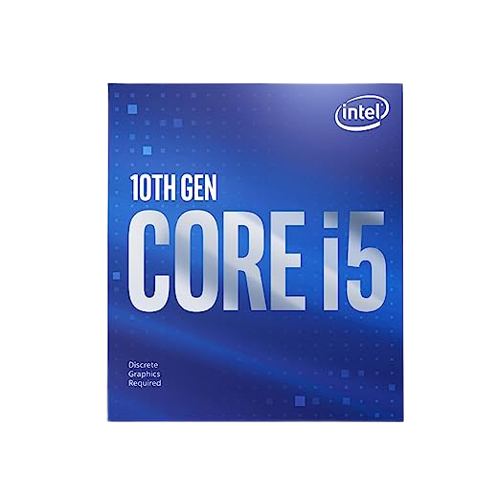 intel
10TH GEN
CORE i5
Discrete
Graphics
Required